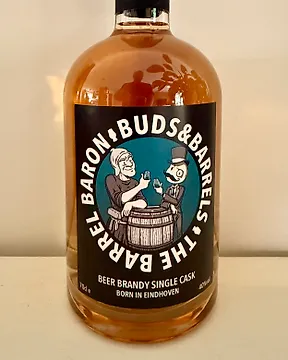 BUDS&BARRELS
THE BARREL BARON
BEER BRANDY SINGLE CASK
BORN IN EINDHOVEN